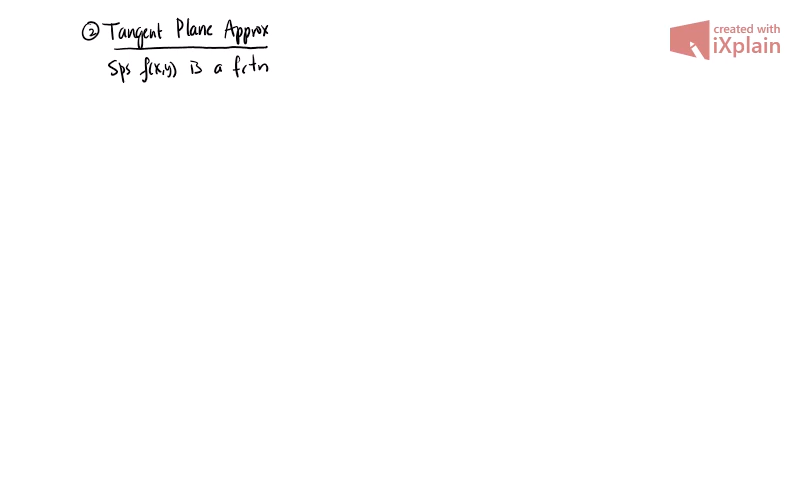 ② Tangent Plane Approx
Sps f(x,y) is a fctn
created with
iXplain